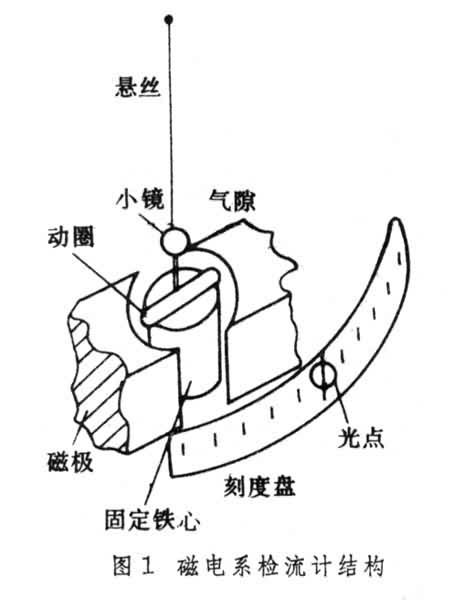 悬丝
小镜
气隙
动圈
光点
磁极
刻度盘
固定铁心
图1 磁电系检流计结构